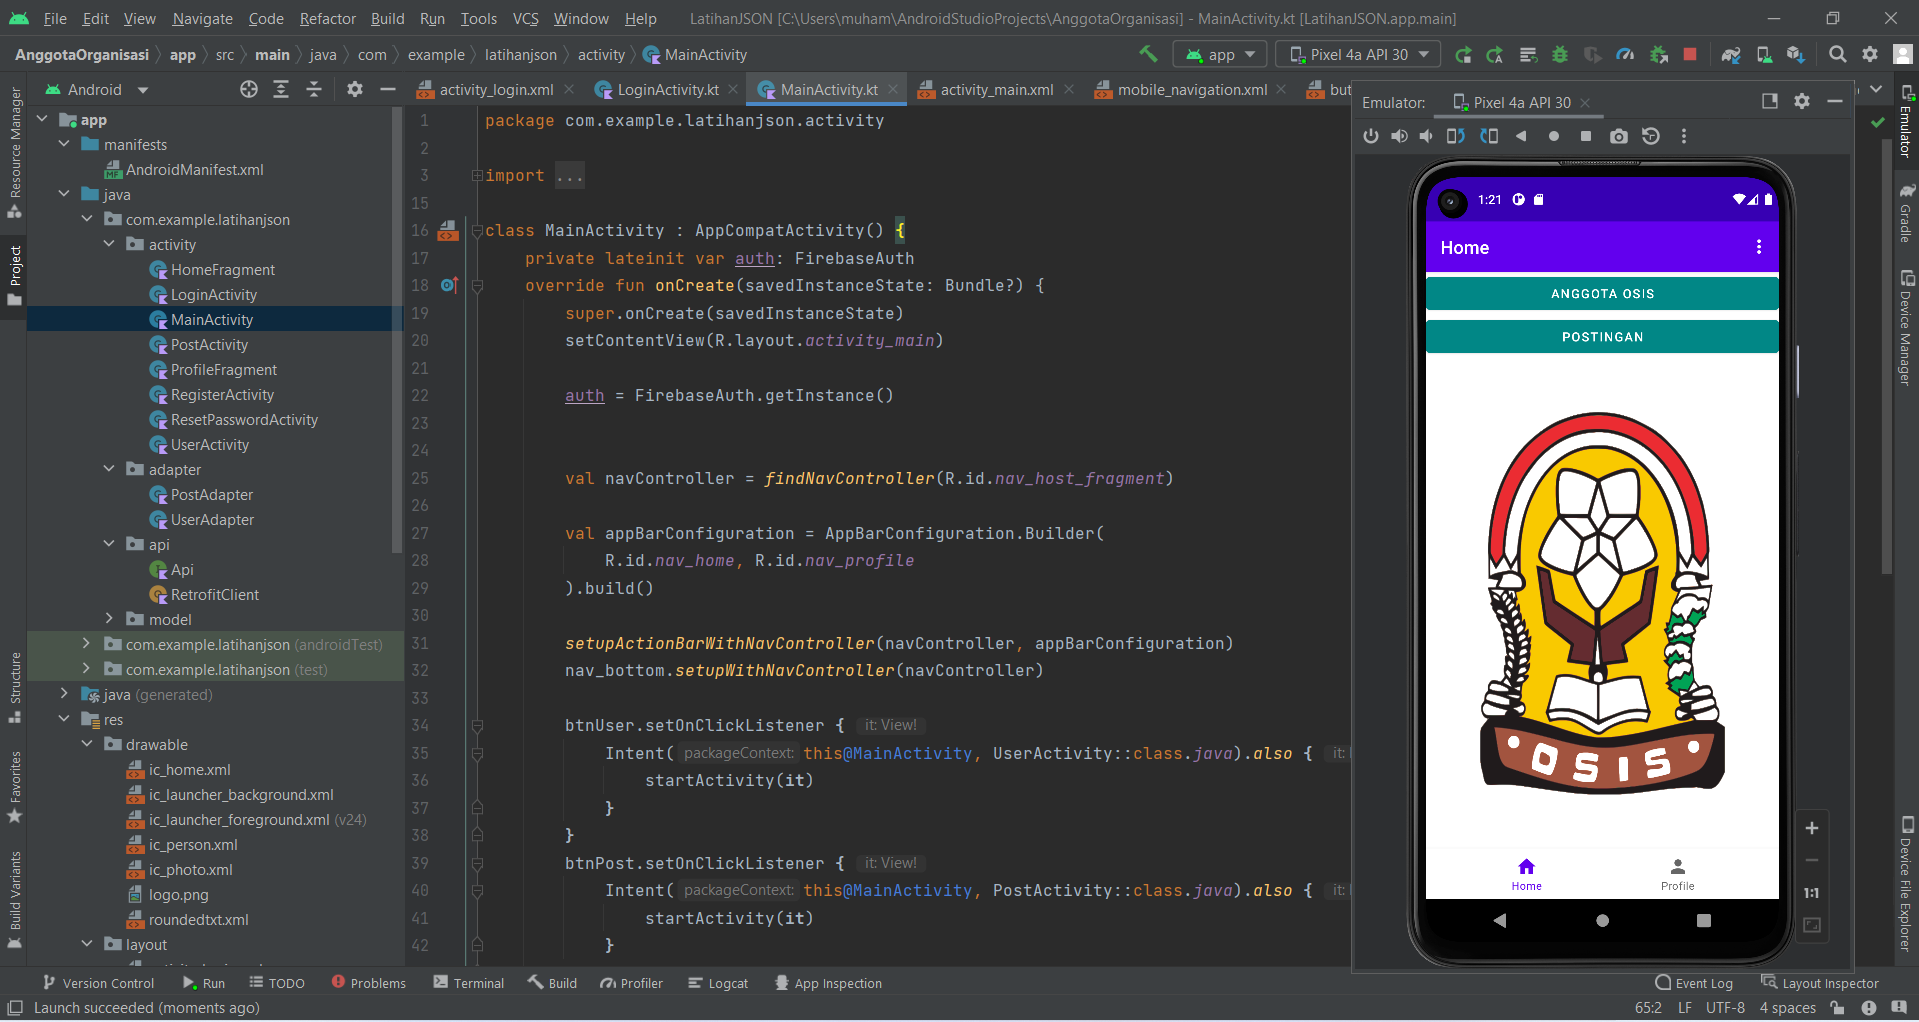 File Edit View Navigate Code Refactor Build Run Tools VCS Window Help LatihanJSON [C:\Users\muham\AndroidStudioProjects\AnggotaOrganisasi] - MainActivity.kt [LatihanJSON.app.main]
AnggotaOrganisasi app src main java com example latihanjson activity MainActivity
app Pixel 4a API 30
Android
activity_login.xml LoginActivity.kt MainActivity.kt activity_main.xml mobile_navigation.xml but
Resource Manager
Project
Structure
Favorites
Build Variants
app
manifests
AndroidManifest.xml
java
com.example.latihanjson
activity
HomeFragment
LoginActivity
MainActivity
PostActivity
ProfileFragment
RegisterActivity
ResetPasswordActivity
UserActivity
adapter
PostAdapter
UserAdapter
api
Api
RetrofitClient
model
com.example.latihanjson (androidTest)
com.example.latihanjson (test)
java (generated)
res
drawable
ic_home.xml
ic_launcher_background.xml
ic_launcher_foreground.xml (v24)
ic_person.xml
ic_photo.xml
logo.png
roundedtxt.xml
layout
1 package com.example.latihanjson.activity
2
3 import ...
15
16 class MainActivity : AppCompatActivity() {
17 private lateinit var auth: FirebaseAuth
18 override fun onCreate(savedInstanceState: Bundle?) {
19 super.onCreate(savedInstanceState)
20 setContentView(R.layout.activity_main)
21
22 auth = FirebaseAuth.getInstance()
23
24
25 val navController = findNavController(R.id.nav_host_fragment)
26
27 val appBarConfiguration = AppBarConfiguration.Builder(
28 R.id.nav_home, R.id.nav_profile
29 ).build()
30
31 setupActionBarWithNavController(navController, appBarConfiguration)
32 nav_bottom.setupWithNavController(navController)
33
34 btnUser.setOnClickListener { it: View!
35 Intent( packageContext: this@MainActivity, UserActivity::class.java).also { it:
36 startActivity(it)
37 }
38 }
39 btnPost.setOnClickListener { it: View!
40 Intent( packageContext: this@MainActivity, PostActivity::class.java).also { it:
41 startActivity(it)
42 }
Emulator: Pixel 4a API 30
1:21
Home
ANGGOTA OSIS
POSTINGAN
OSIS
Home Profile
1:1
Emulator
Gradle
Device Manager
Device File Explorer
Version Control Run TODO Problems Terminal Build Profiler Logcat App Inspection Event Log Layout Inspector
Launch succeeded (moments ago) 65:2 LF UTF-8 4 spaces